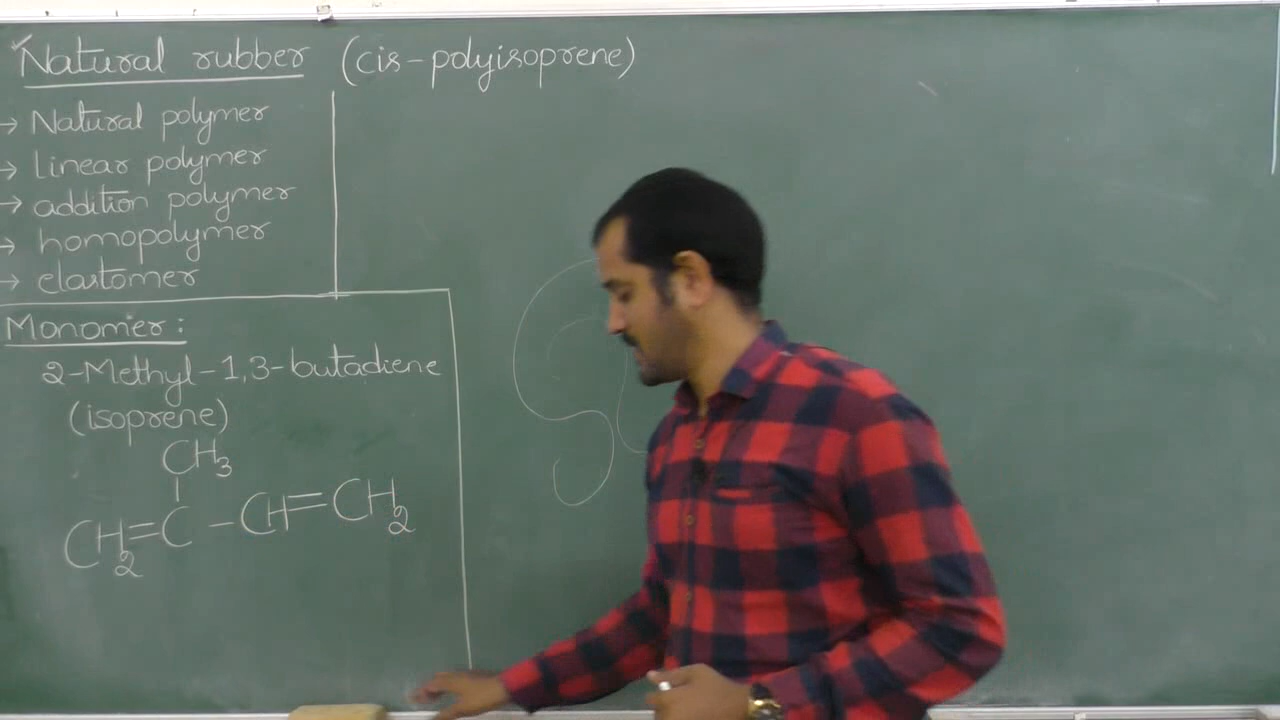 Natural rubber (cis-polyisoprene)
→ Natural polymer
→ linear polymer
→ addition polymer
→ homopolymer
→ elastomer
Monomer:
2-Methyl-1,3-butadiene
(isoprene)
CH3
CH2=C-CH=CH2